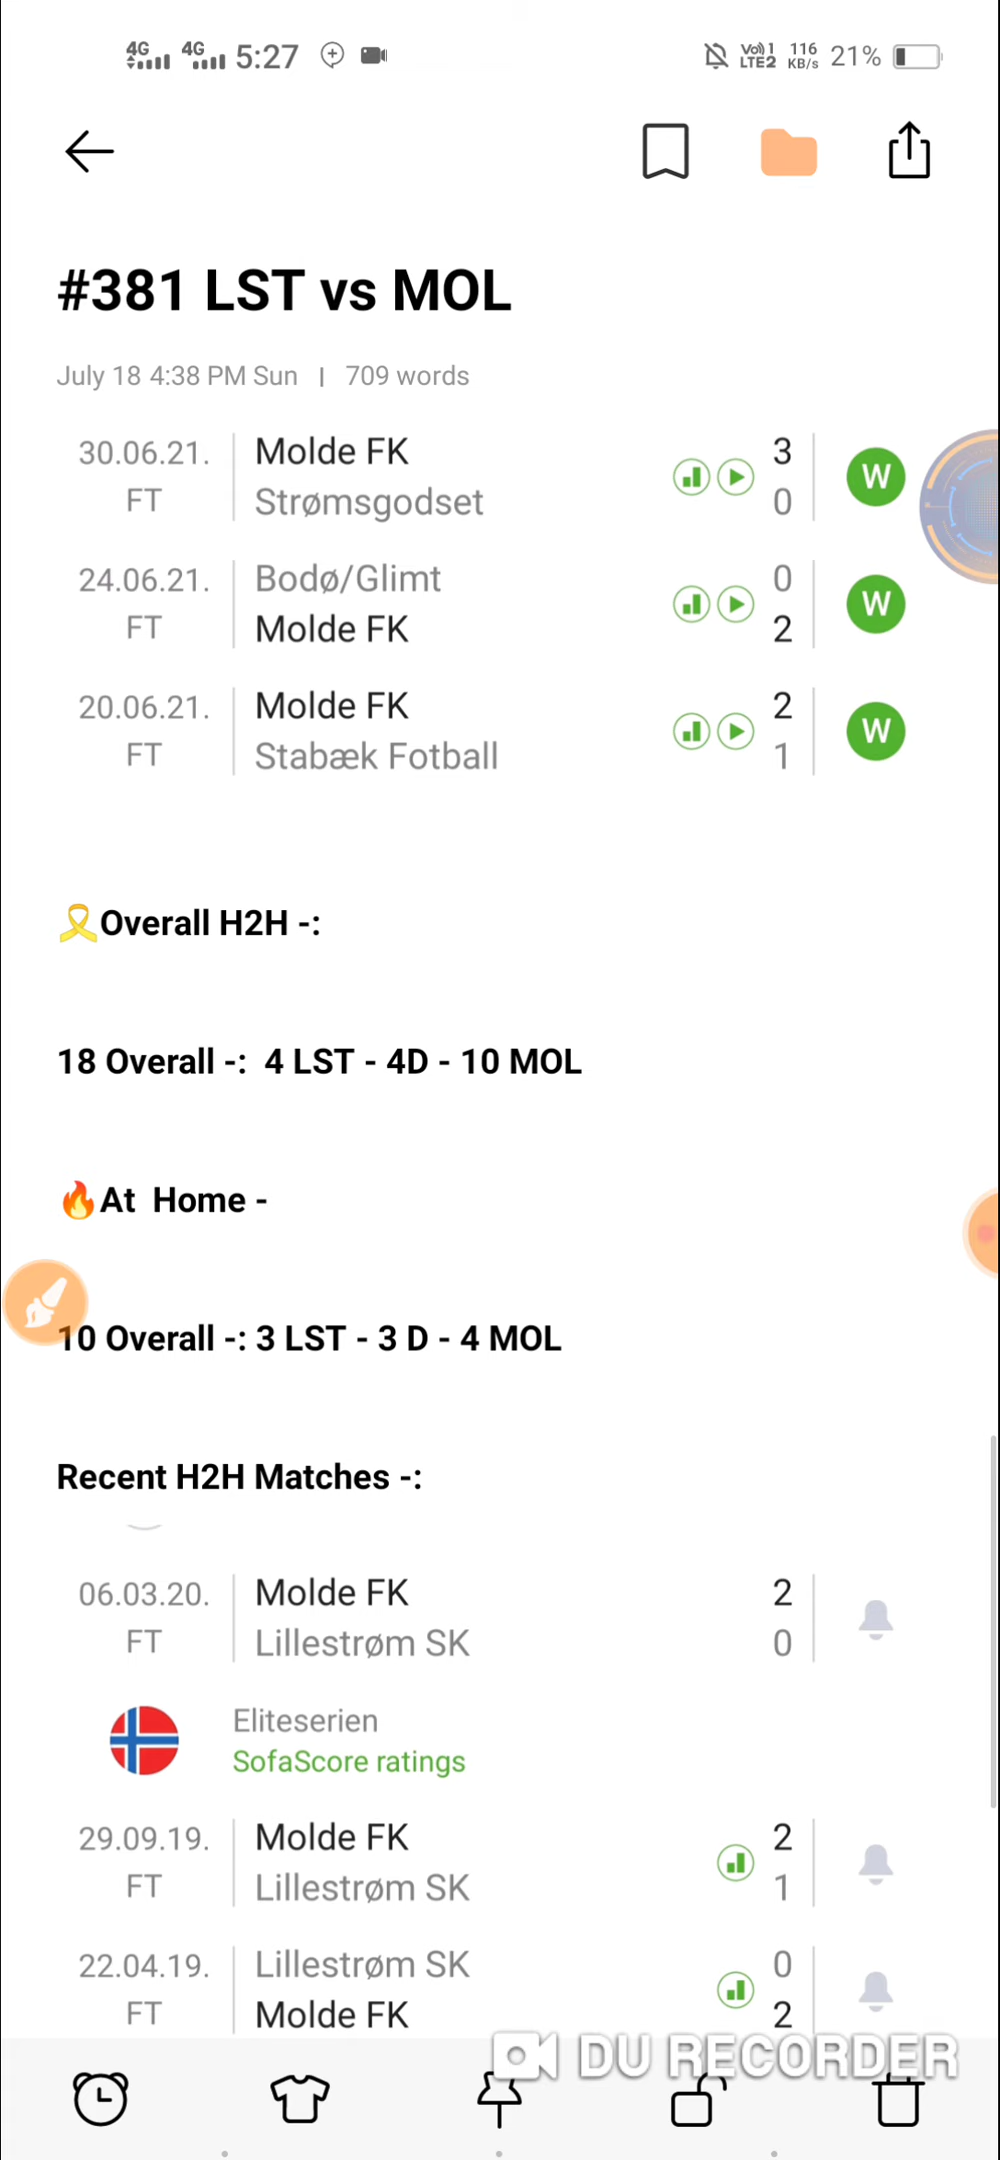 4G 4G 5:27 Vo) 1 LTE2 116 KB/s 21%
#381 LST vs MOL
July 18 4:38 PM Sun | 709 words
30.06.21. Molde FK 3 W
FT Strømsgodset 0
24.06.21. Bodø/Glimt 0 W
FT Molde FK 2
20.06.21. Molde FK 2 W
FT Stabæk Fotball 1
🎗Overall H2H -:
18 Overall -: 4 LST - 4D - 10 MOL
🔥At Home -
10 Overall -: 3 LST - 3 D - 4 MOL
Recent H2H Matches -:
06.03.20. Molde FK 2
FT Lillestrøm SK 0
Eliteserien
SofaScore ratings
29.09.19. Molde FK 2
FT Lillestrøm SK 1
22.04.19. Lillestrøm SK 0
FT Molde FK 2
DU RECORDER